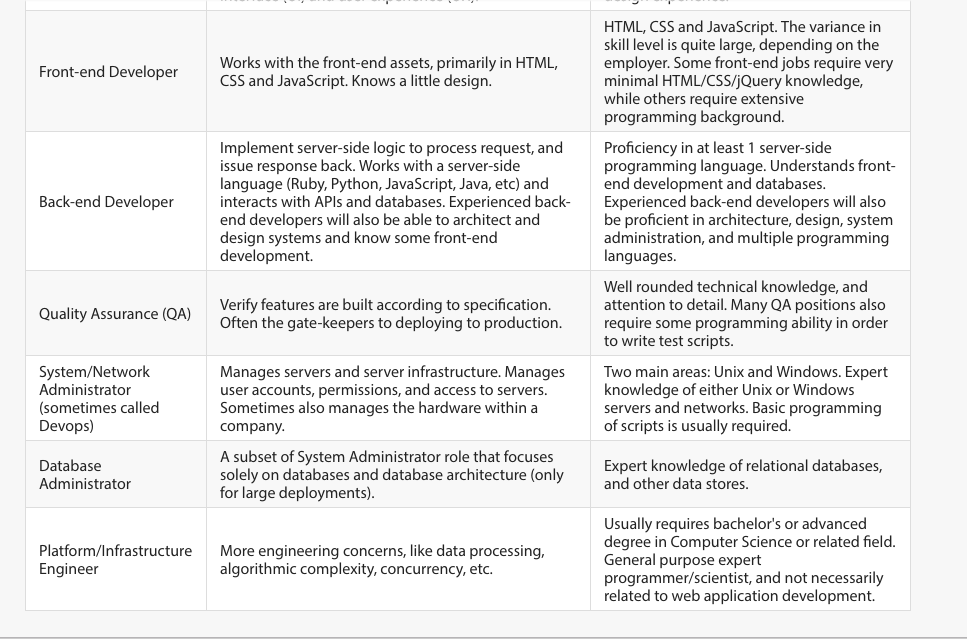 Front-end Developer
Works with the front-end assets, primarily in HTML,
CSS and JavaScript. Knows a little design.
HTML, CSS and JavaScript. The variance in
skill level is quite large, depending on the
employer. Some front-end jobs require very
minimal HTML/CSS/jQuery knowledge,
while others require extensive
programming background.
Back-end Developer
Implement server-side logic to process request, and
issue response back. Works with a server-side
language (Ruby, Python, JavaScript, Java, etc) and
interacts with APIs and databases. Experienced back-
end developers will also be able to architect and
design systems and know some front-end
development.
Proficiency in at least 1 server-side
programming language. Understands front-
end development and databases.
Experienced back-end developers will also
be proficient in architecture, design, system
administration, and multiple programming
languages.
Quality Assurance (QA)
Verify features are built according to specification.
Often the gate-keepers to deploying to production.
Well rounded technical knowledge, and
attention to detail. Many QA positions also
require some programming ability in order
to write test scripts.
System/Network
Administrator
(sometimes called
Devops)
Manages servers and server infrastructure. Manages
user accounts, permissions, and access to servers.
Sometimes also manages the hardware within a
company.
Two main areas: Unix and Windows. Expert
knowledge of either Unix or Windows
servers and networks. Basic programming
of scripts is usually required.
Database
Administrator
A subset of System Administrator role that focuses
solely on databases and database architecture (only
for large deployments).
Expert knowledge of relational databases,
and other data stores.
Platform/Infrastructure
Engineer
More engineering concerns, like data processing,
algorithmic complexity, concurrency, etc.
Usually requires bachelor's or advanced
degree in Computer Science or related field.
General purpose expert
programmer/scientist, and not necessarily
related to web application development.